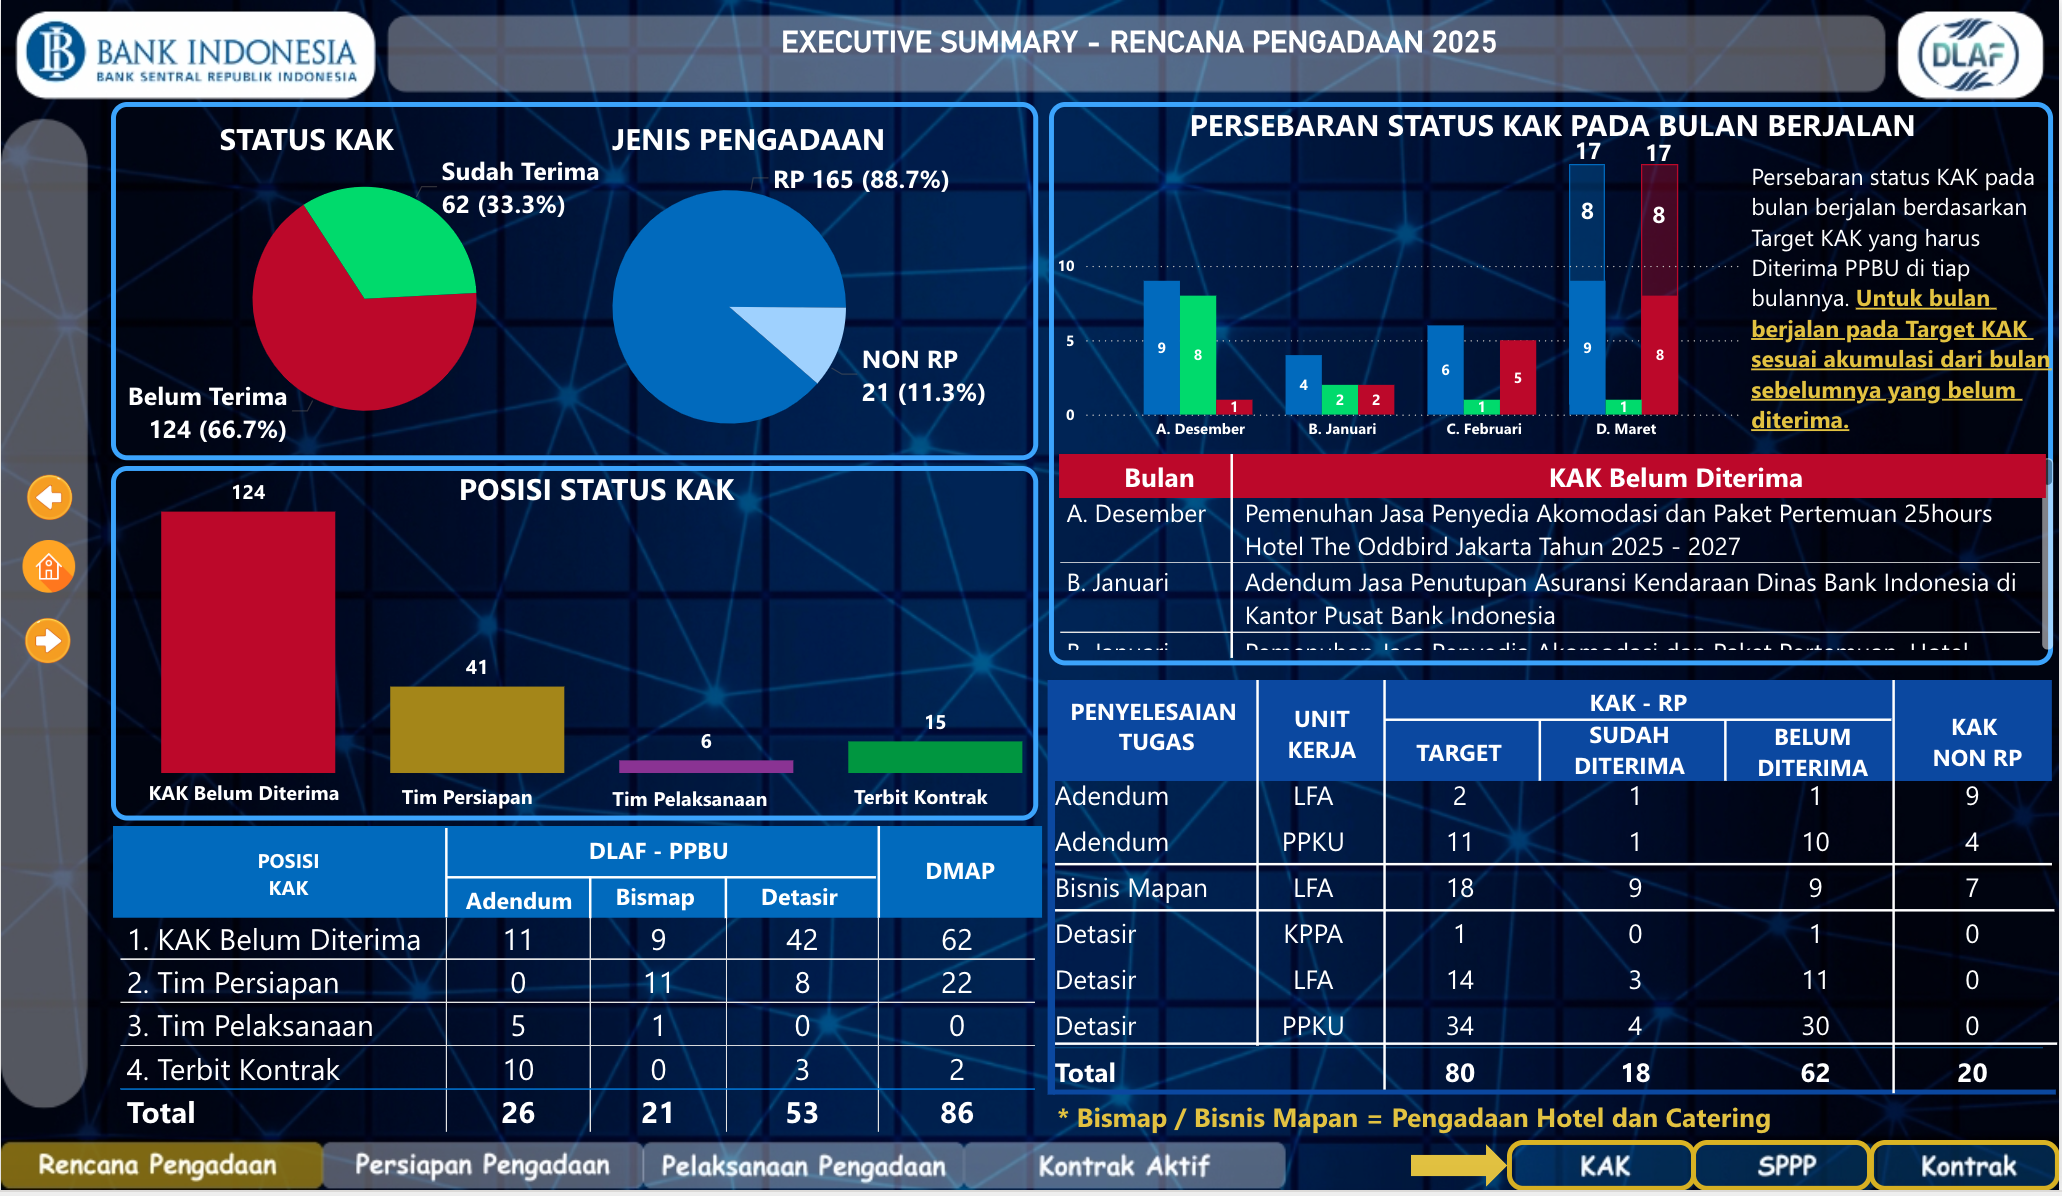 BANK INDONESIA
BANK SENTRAL REPUBLIK INDONESIA
EXECUTIVE SUMMARY - RENCANA PENGADAAN 2025
DLAF
STATUS KAK
Sudah Terima
62 (33.3%)
Belum Terima
124 (66.7%)
JENIS PENGADAAN
RP 165 (88.7%)
NON RP
21 (11.3%)
PERSEBARAN STATUS KAK PADA BULAN BERJALAN
17 17
8 8
10
5
0
9 8 1
4 2 2
6 1 5
9 1 8
A. Desember B. Januari C. Februari D. Maret
Persebaran status KAK pada
bulan berjalan berdasarkan
Target KAK yang harus
Diterima PPBU di tiap
bulannya. Untuk bulan
berjalan pada Target KAK
sesuai akumulasi dari bulan
sebelumnya yang belum
diterima.
Bulan KAK Belum Diterima
A. Desember Pemenuhan Jasa Penyedia Akomodasi dan Paket Pertemuan 25hours
Hotel The Oddbird Jakarta Tahun 2025 - 2027
B. Januari Adendum Jasa Penutupan Asuransi Kendaraan Dinas Bank Indonesia di
Kantor Pusat Bank Indonesia
B. Januari Pemenuhan Jasa Penyedia Akomodasi dan Paket Pertemuan Hotel
POSISI STATUS KAK
124
41
6
15
KAK Belum Diterima Tim Persiapan Tim Pelaksanaan Terbit Kontrak
POSISI
KAK
DLAF - PPBU
DMAP
Adendum Bismap Detasir
1. KAK Belum Diterima 11 9 42 62
2. Tim Persiapan 0 11 8 22
3. Tim Pelaksanaan 5 1 0 0
4. Terbit Kontrak 10 0 3 2
Total 26 21 53 86
PENYELESAIAN
TUGAS
UNIT
KERJA
KAK - RP
TARGET
SUDAH
DITERIMA
BELUM
DITERIMA
KAK
NON RP
Adendum LFA 2 1 1 9
Adendum PPKU 11 1 10 4
Bisnis Mapan LFA 18 9 9 7
Detasir KPPA 1 0 1 0
Detasir LFA 14 3 11 0
Detasir PPKU 34 4 30 0
Total 80 18 62 20
* Bismap / Bisnis Mapan = Pengadaan Hotel dan Catering
Rencana Pengadaan Persiapan Pengadaan Pelaksanaan Pengadaan Kontrak Aktif KAK SPPP Kontrak